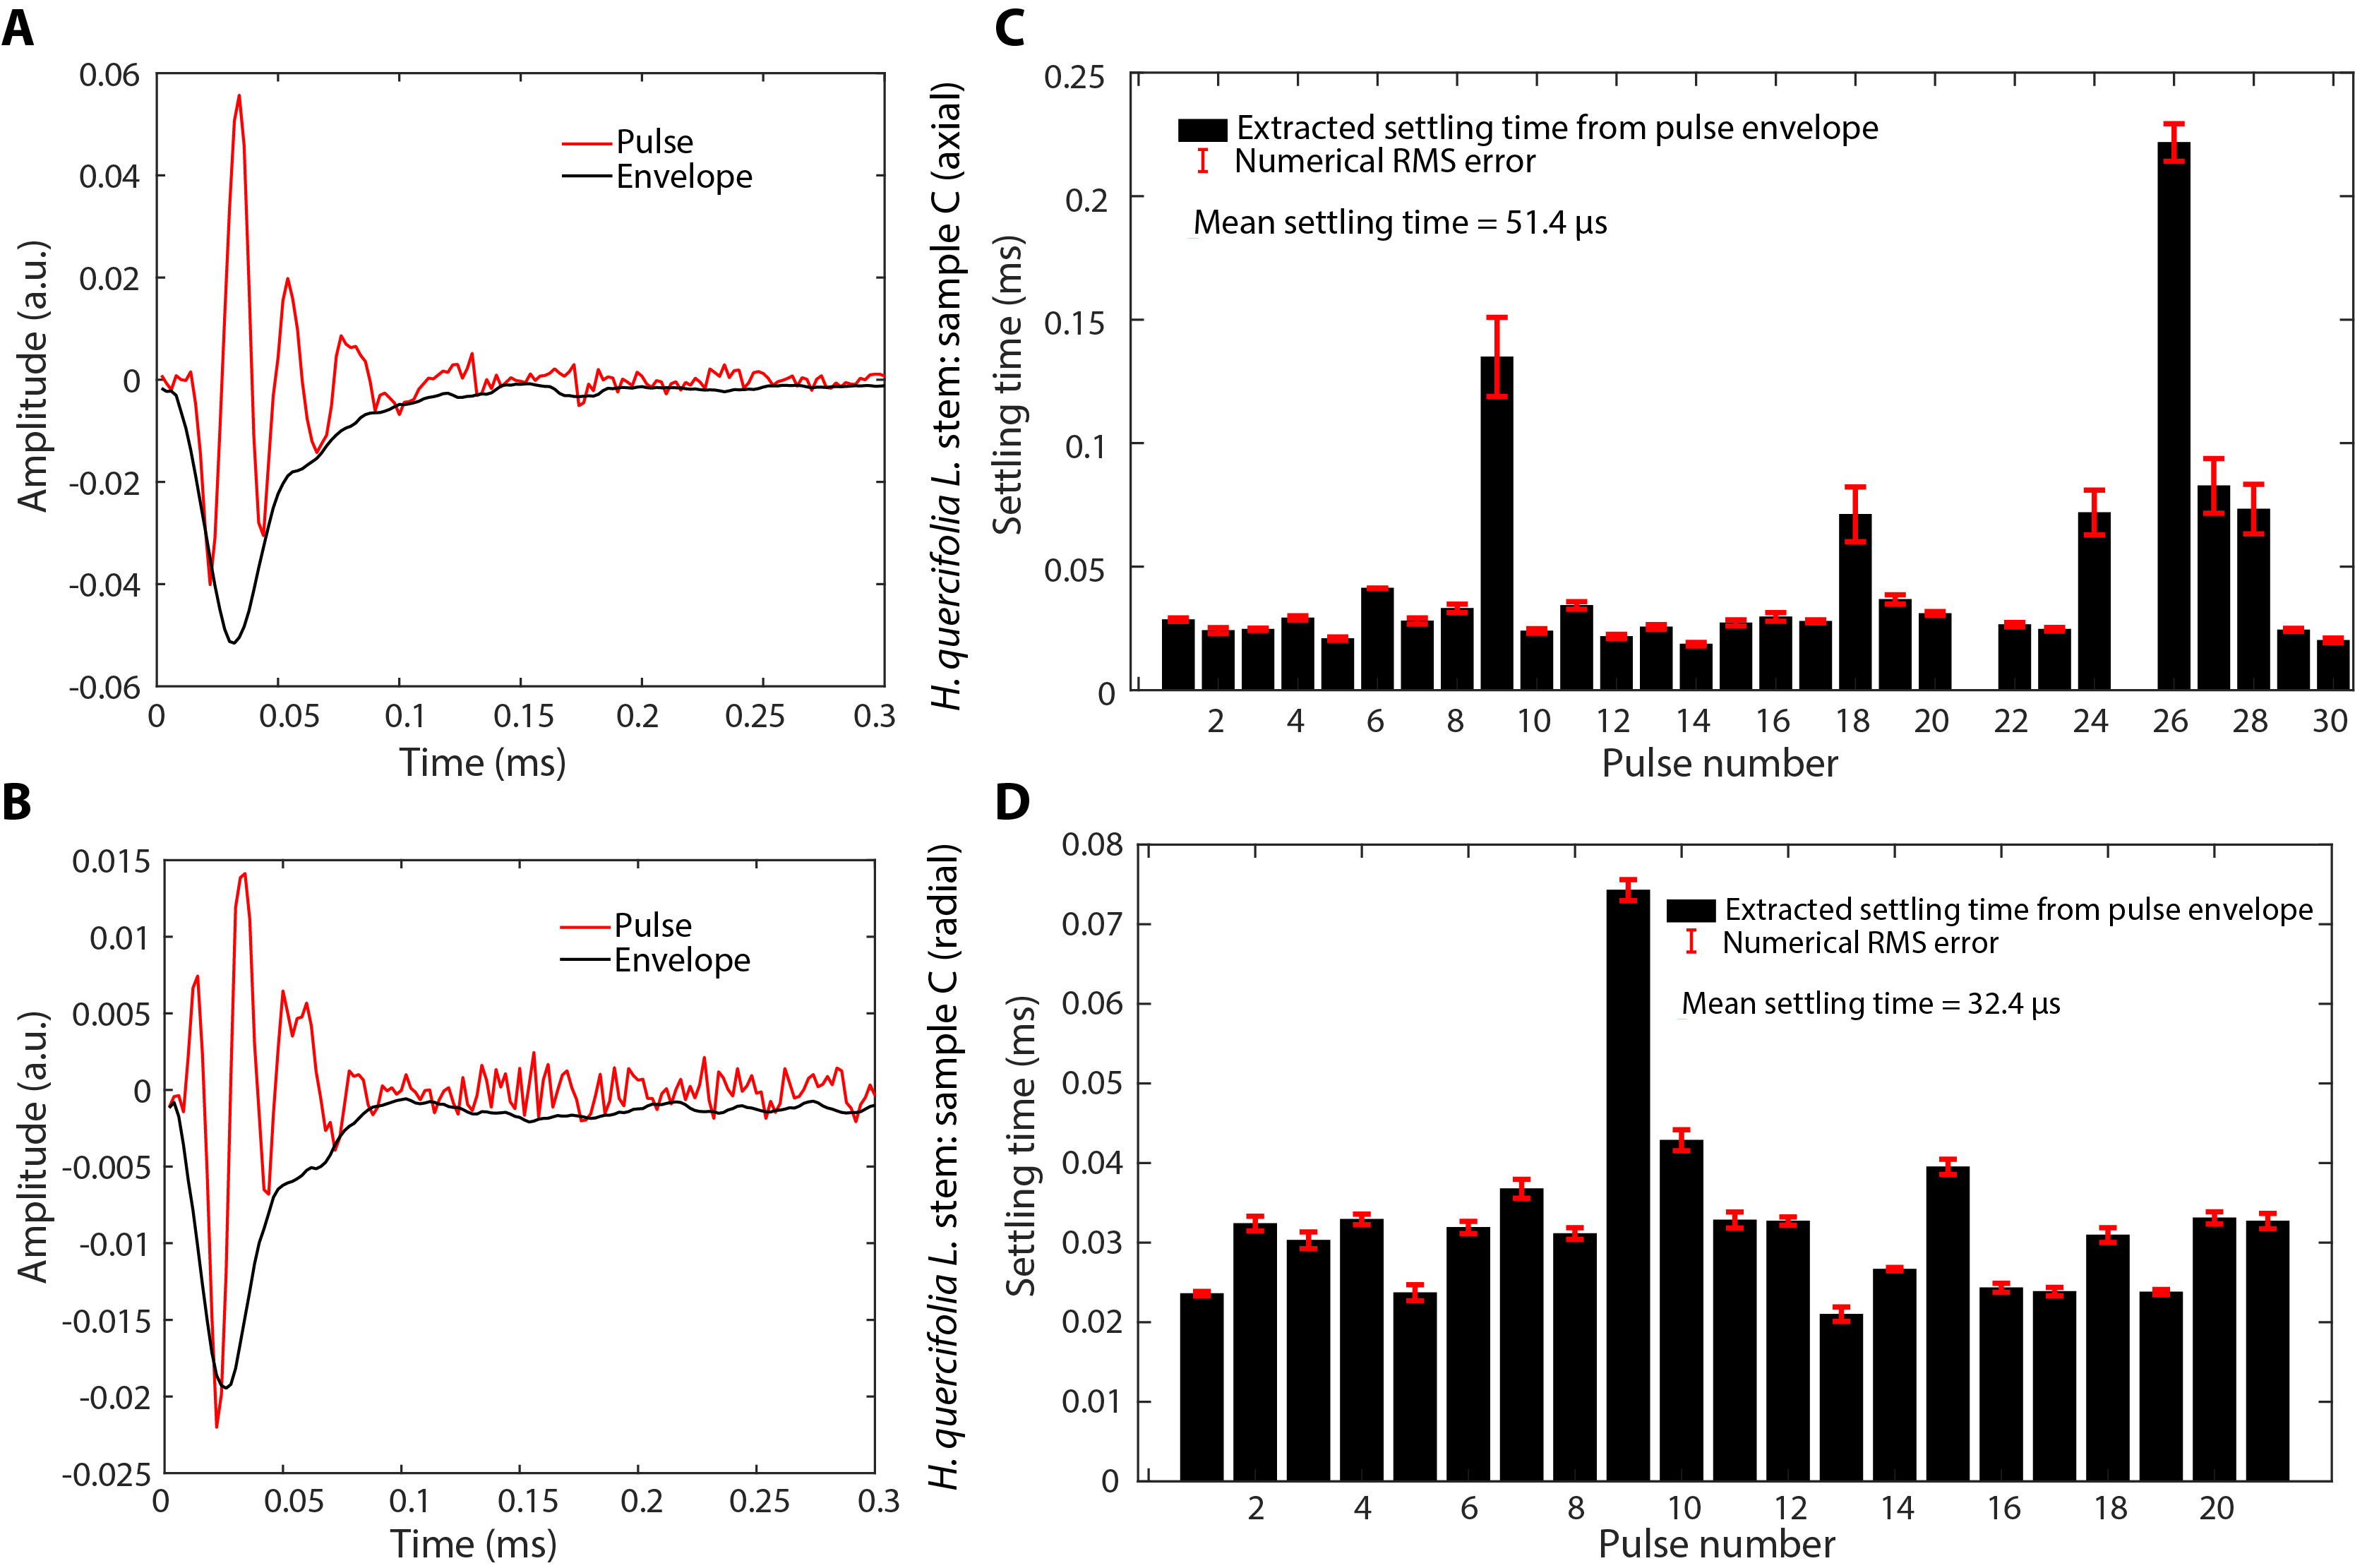 A
0.06
0.04
0.02
0
-0.02
-0.04
-0.06
Amplitude (a.u.)
Pulse
Envelope
0 0.05 0.1 0.15 0.2 0.25 0.3
Time (ms)
H. quercifolia L. stem: sample C (axial)
C
0.25
0.2
0.15
0.1
0.05
0
Settling time (ms)
Extracted settling time from pulse envelope
Numerical RMS error
Mean settling time = 51.4 µs
2 4 6 8 10 12 14 16 18 20 22 24 26 28 30
Pulse number
B
0.015
0.01
0.005
0
-0.005
-0.01
-0.015
-0.02
-0.025
Amplitude (a.u.)
Pulse
Envelope
0 0.05 0.1 0.15 0.2 0.25 0.3
Time (ms)
H. quercifolia L. stem: sample C (radial)
D
0.08
0.07
0.06
0.05
0.04
0.03
0.02
0.01
0
Settling time (ms)
Extracted settling time from pulse envelope
Numerical RMS error
Mean settling time = 32.4 µs
2 4 6 8 10 12 14 16 18 20
Pulse number